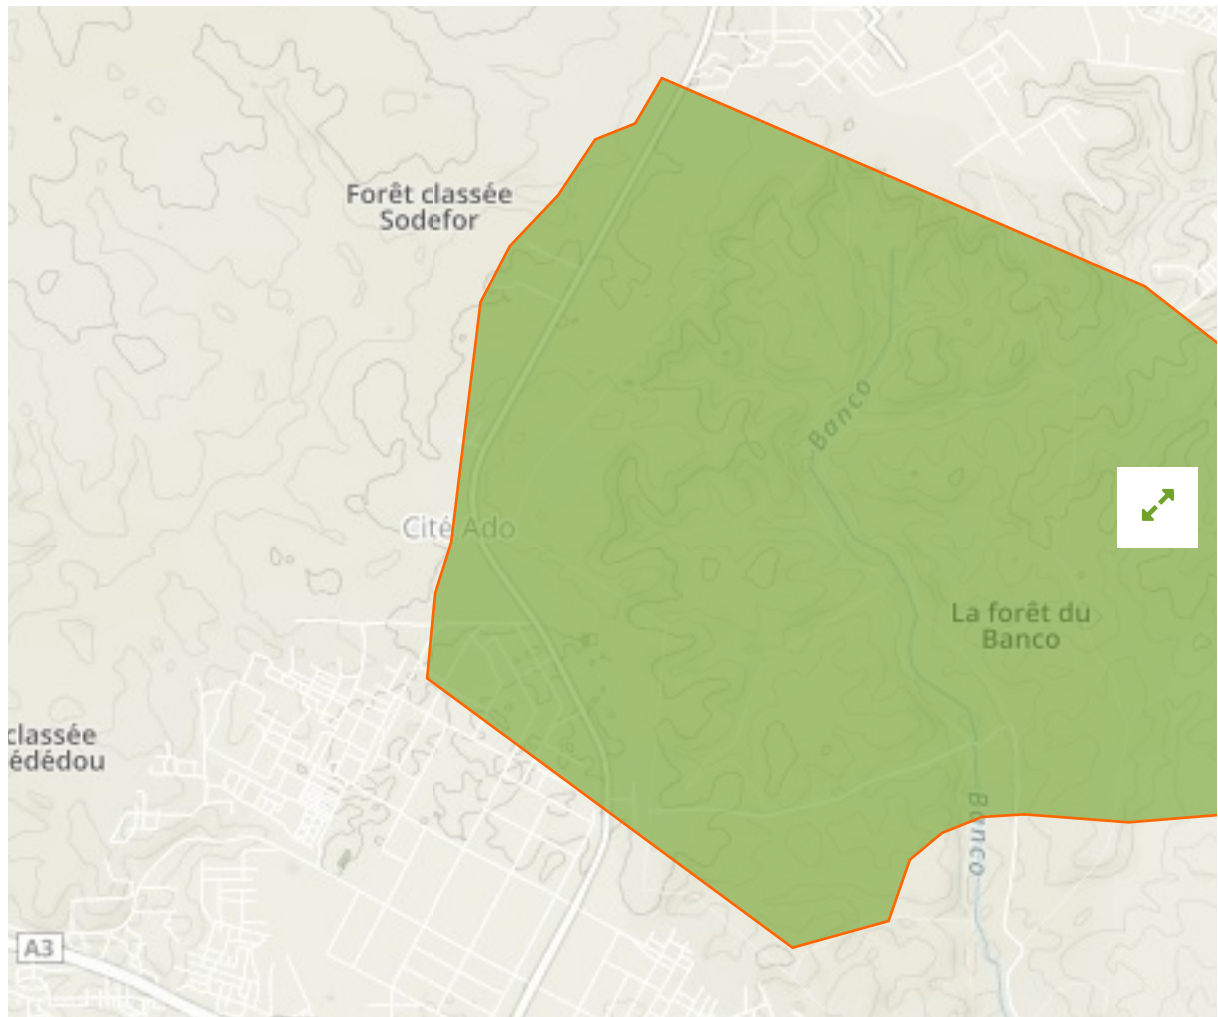 Forêt classée
Sodefor
Banco
Cité Ado
La forêt du
Banco
classée
édédou
Banco
A3